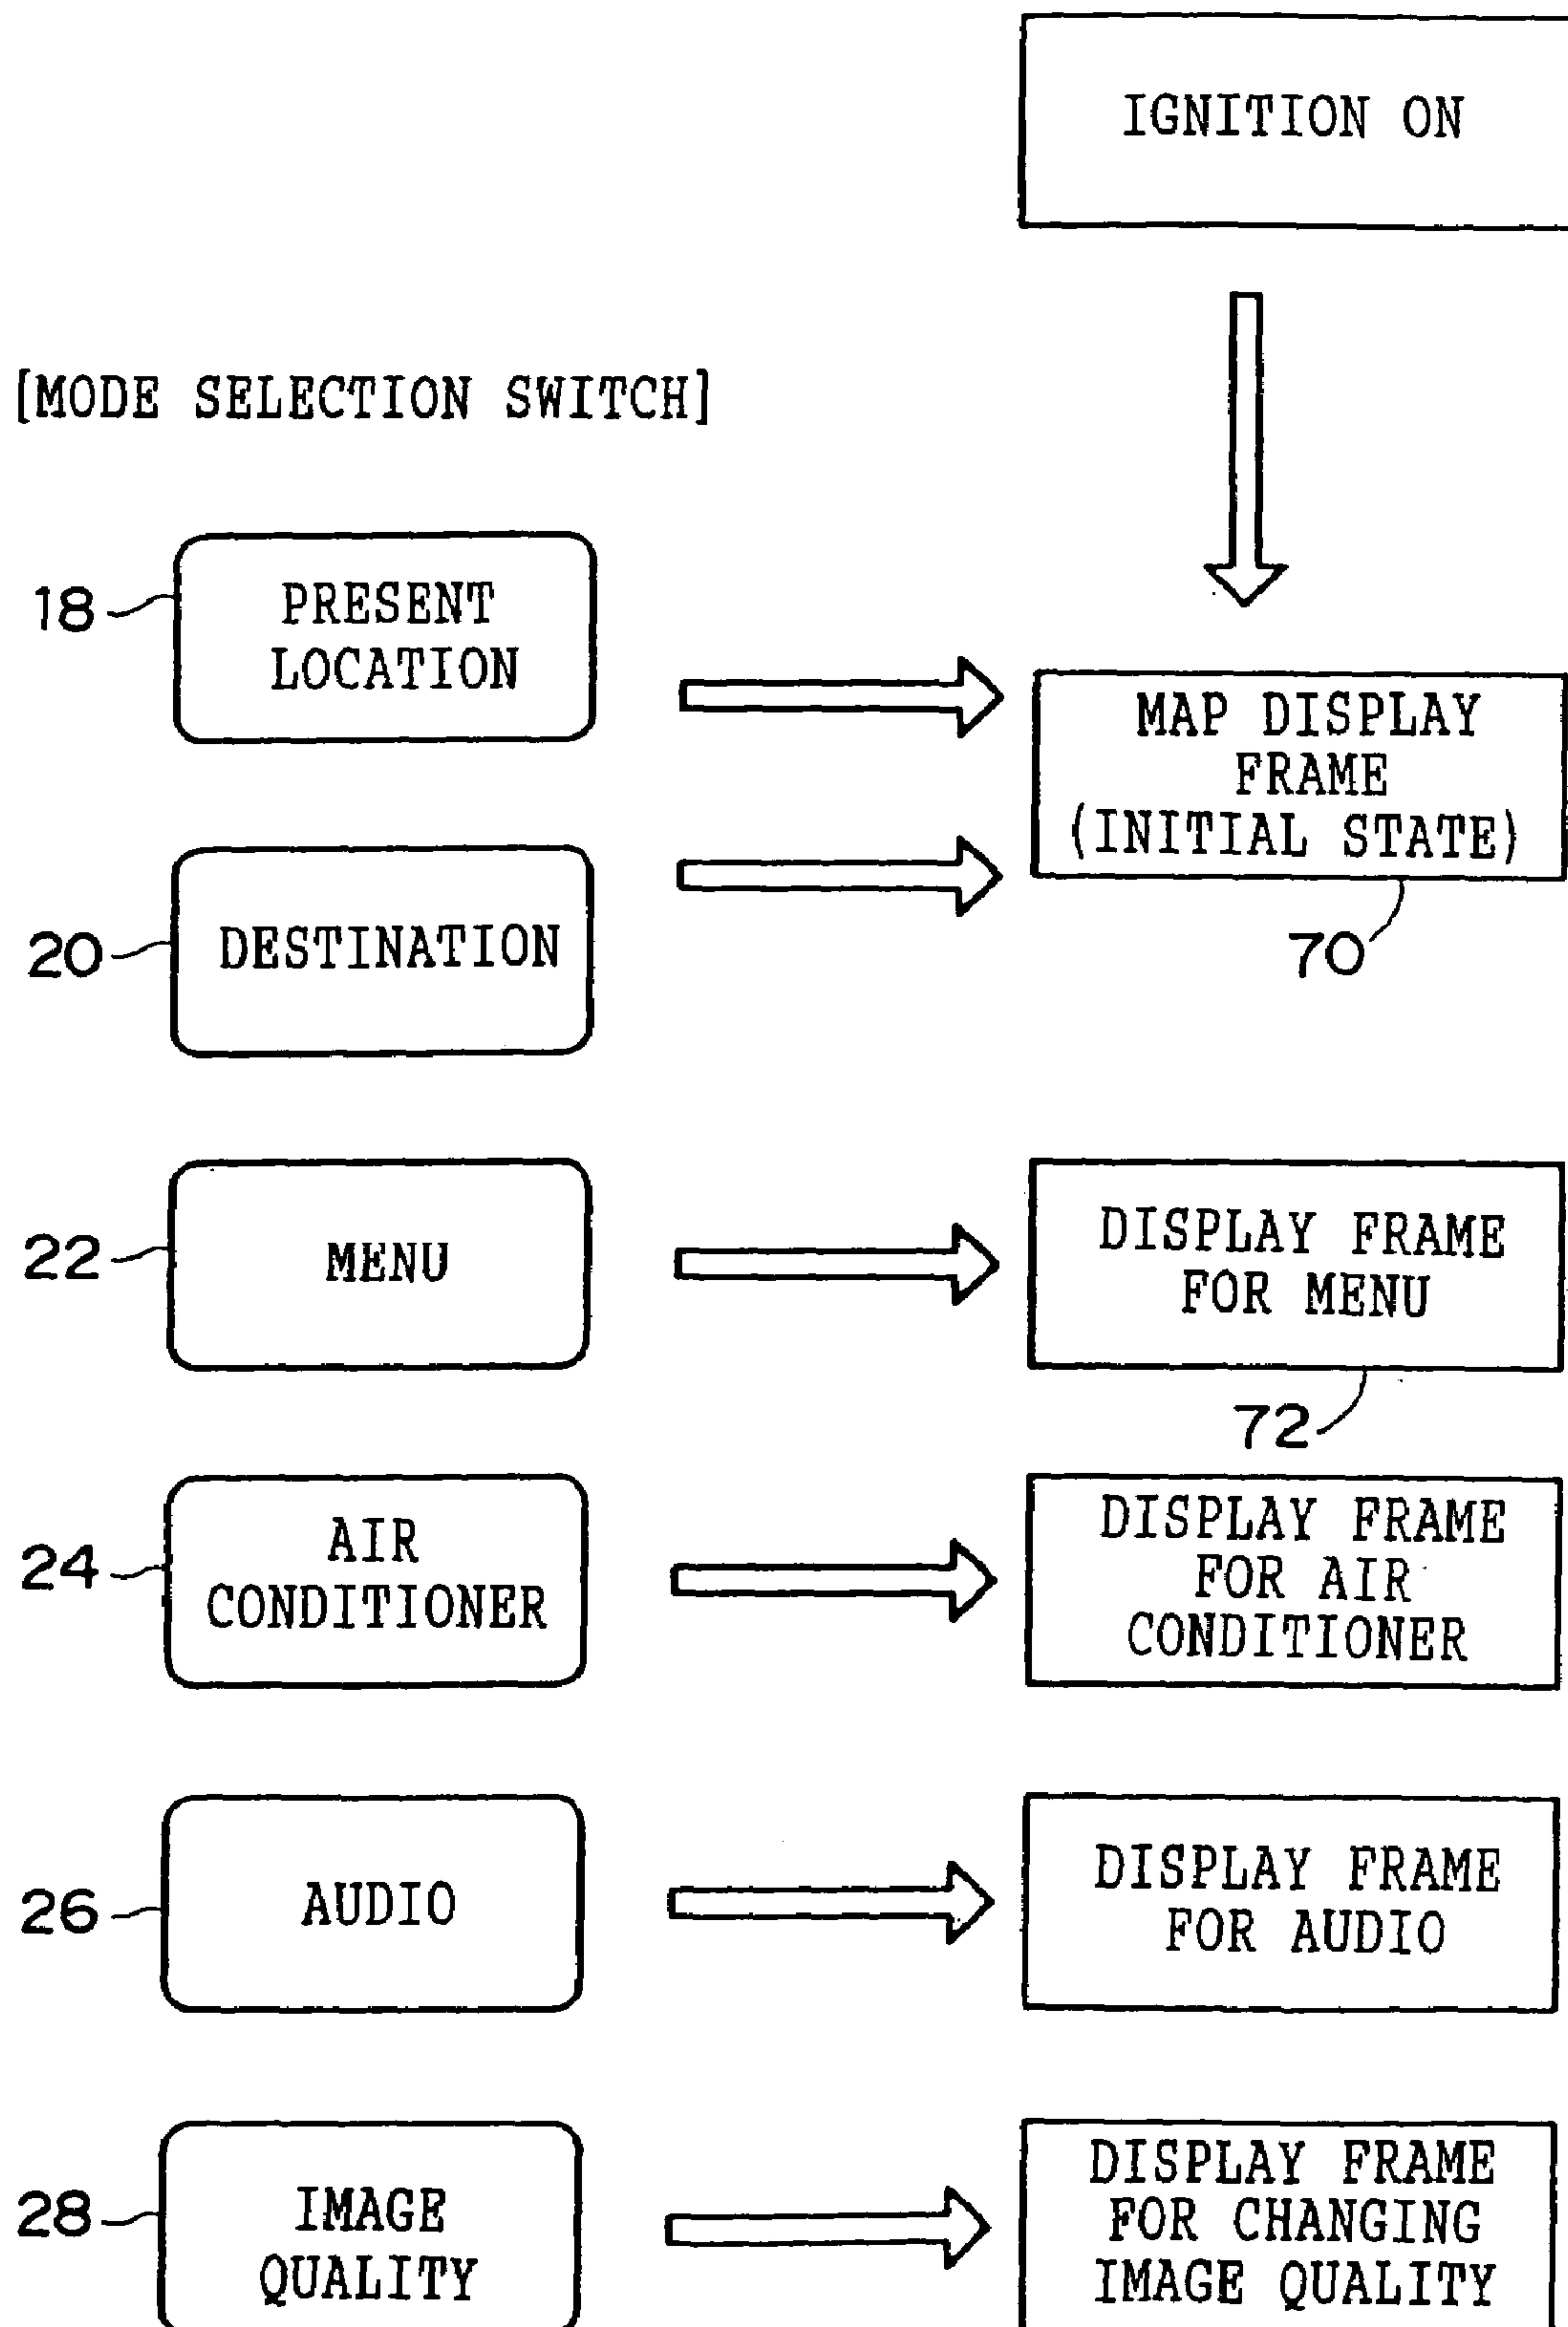 IGNITION ON
[MODE SELECTION SWITCH]
18
PRESENT
LOCATION
MAP DISPLAY
FRAME
(INITIAL STATE)
70
20
DESTINATION
22
MENU
DISPLAY FRAME
FOR MENU
72
24
AIR
CONDITIONER
DISPLAY FRAME
FOR AIR
CONDITIONER
26
AUDIO
DISPLAY FRAME
FOR AUDIO
28
IMAGE
QUALITY
DISPLAY FRAME
FOR CHANGING
IMAGE QUALITY